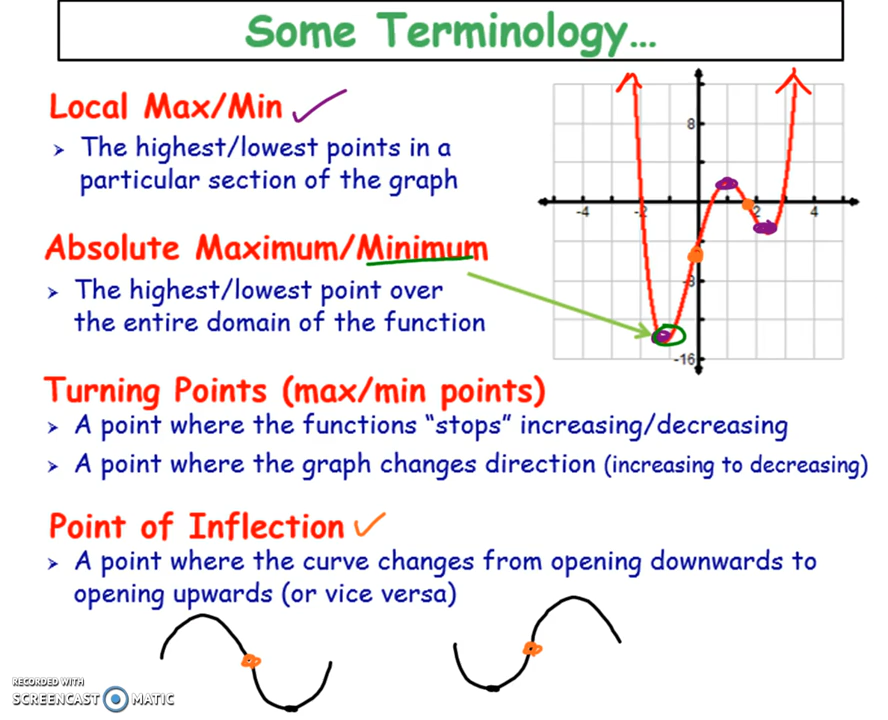 Some Terminology...
Local Max/Min
The highest/lowest points in a
particular section of the graph
Absolute Maximum/Minimum
The highest/lowest point over
the entire domain of the function
Turning Points (max/min points)
A point where the functions “stops” increasing/decreasing
A point where the graph changes direction (increasing to decreasing)
Point of Inflection
A point where the curve changes from opening downwards to
opening upwards (or vice versa)
8
-4 -2 2 4
-8
-16
RECORDED WITH
SCREENCAST MATIC